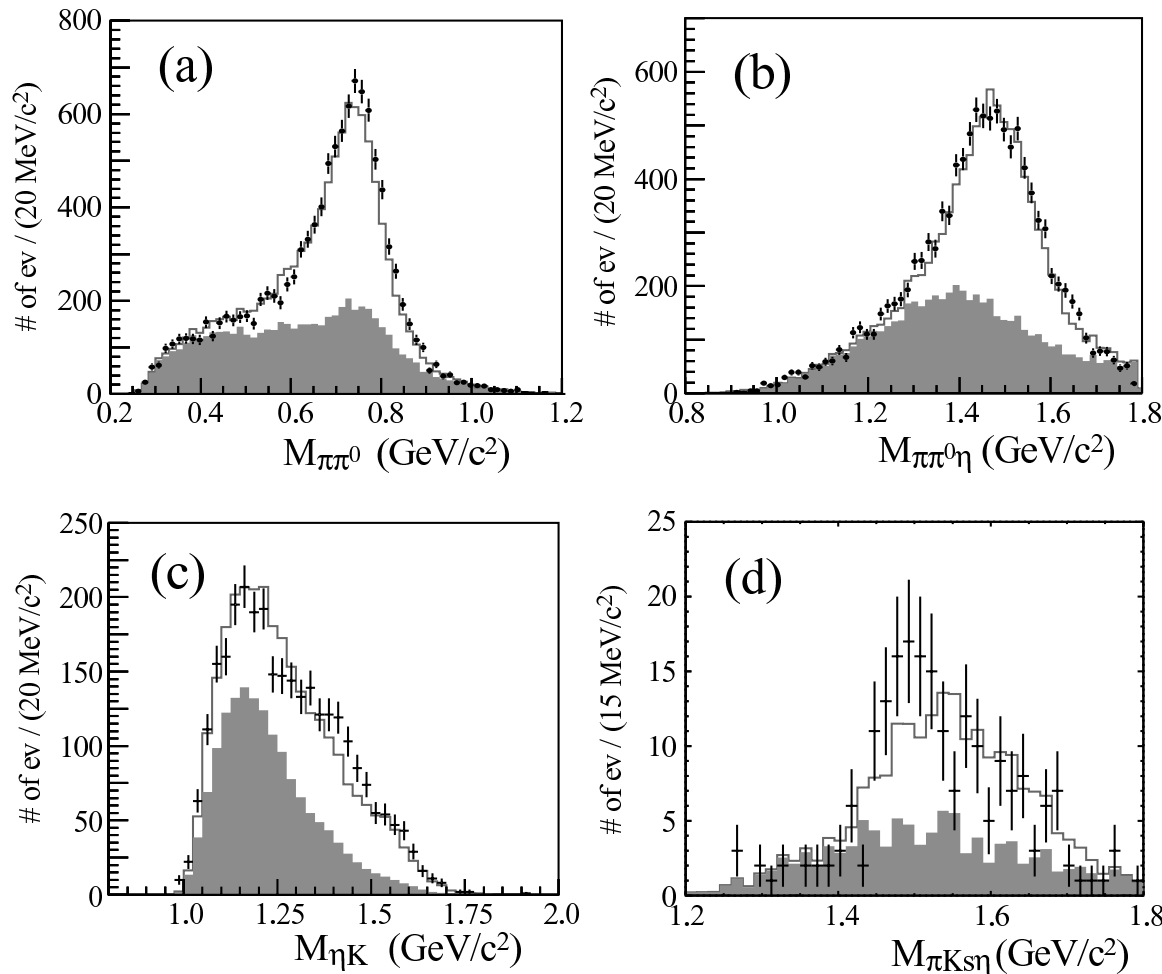 (a)
# of ev / (20 MeV/c²)
800
600
400
200
0
0.2 0.4 0.6 0.8 1.0 1.2
M_ππ⁰ (GeV/c²)
(b)
# of ev / (20 MeV/c²)
600
400
200
0
0.8 1.0 1.2 1.4 1.6 1.8
M_ππ⁰η (GeV/c²)
(c)
# of ev / (20 MeV/c²)
250
200
150
100
50
0
1.0 1.25 1.5 1.75 2.0
M_ηK (GeV/c²)
(d)
# of ev / (15 MeV/c²)
25
20
15
10
5
0
1.2 1.4 1.6 1.8
M_πKsη (GeV/c²)